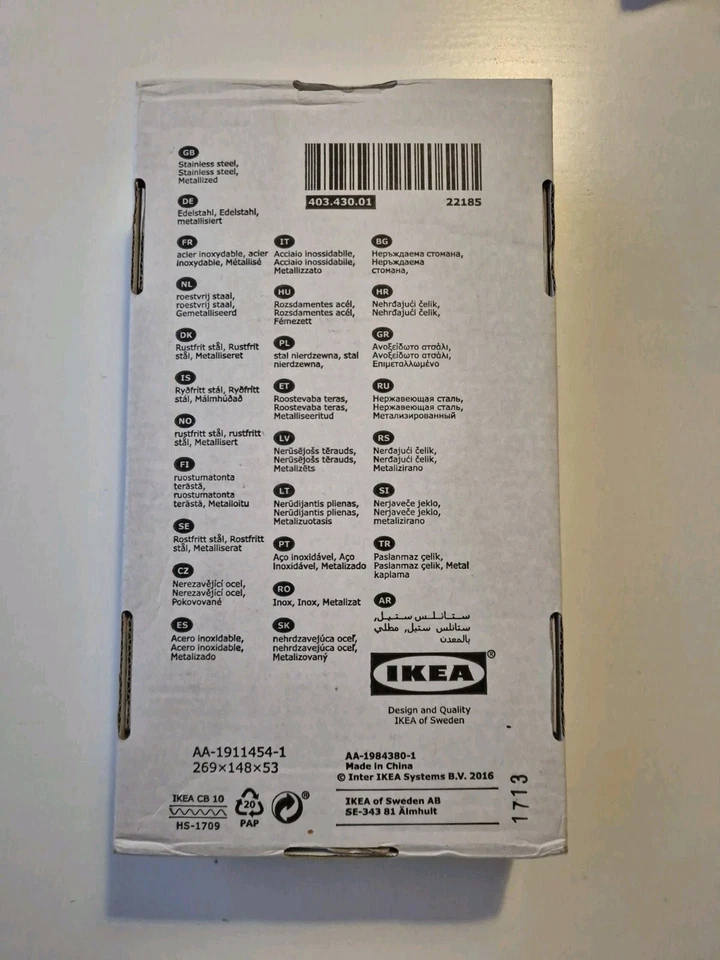 GB
Stainless steel,
Stainless steel,
Metallized
DE
Edelstahl, Edelstahl,
metallisiert
FR
acier inoxydable, acier
inoxydable, Métallisé
NL
roestvrij staal,
roestvrij staal,
Gemetalliseerd
DK
Rustfrit stål, Rustfrit
stål, Metalliseret
IS
Ryðfrítt stál, Ryðfrítt
stál, Málmhúðað
NO
rustfritt stål, rustfritt
stål, Metallisert
FI
ruostumatonta
terästä,
ruostumatonta
terästä, Metalloitu
SE
Rostfritt stål, Rostfritt
stål, Metalliserat
CZ
Nerezavějící ocel,
Nerezavějící ocel,
Pokovované
ES
Acero inoxidable,
Acero inoxidable,
Metalizado
403.430.01
22185
IT
Acciaio inossidabile,
Acciaio inossidabile,
Metallizzato
HU
Rozsdamentes acél,
Rozsdamentes acél,
Fémezett
PL
stal nierdzewna, stal
nierdzewna,
ET
Roostevaba teras,
Roostevaba teras,
Metalliseeritud
LV
Nerūsējošs tērauds,
Nerūsējošs tērauds,
Metalizēts
LT
Nerūdijantis plienas,
Nerūdijantis plienas,
Metalizuotasis
PT
Aço inoxidável, Aço
inoxidável, Metalizado
RO
Inox, Inox, Metalizat
SK
nehrdzavejúca oceľ,
nehrdzavejúca oceľ,
Metalizovaný
BG
Неръждаема стомана,
Неръждаема
стомана,
HR
Nehrđajući čelik,
Nehrđajući čelik,
GR
Ανοξείδωτο ατσάλι,
Ανοξείδωτο ατσάλι,
Επιμεταλλωμένο
RU
Нержавеющая сталь,
Нержавеющая сталь,
Метализированный
RS
Nerđajući čelik,
Nerđajući čelik,
Metalizirano
SI
Nerjaveče jeklo,
Nerjaveče jeklo,
metalizirano
TR
Paslanmaz çelik,
Paslanmaz çelik, Metal
kaplama
AR
ستانلس ستيل,
ستانلس ستيل, مطلي
بالمعدن
IKEA®
Design and Quality
IKEA of Sweden
AA-1911454-1
269×148×53
IKEA CB 10
HS-1709
20
PAP
®
AA-1984380-1
Made in China
© Inter IKEA Systems B.V. 2016
IKEA of Sweden AB
SE-343 81 Älmhult
1713